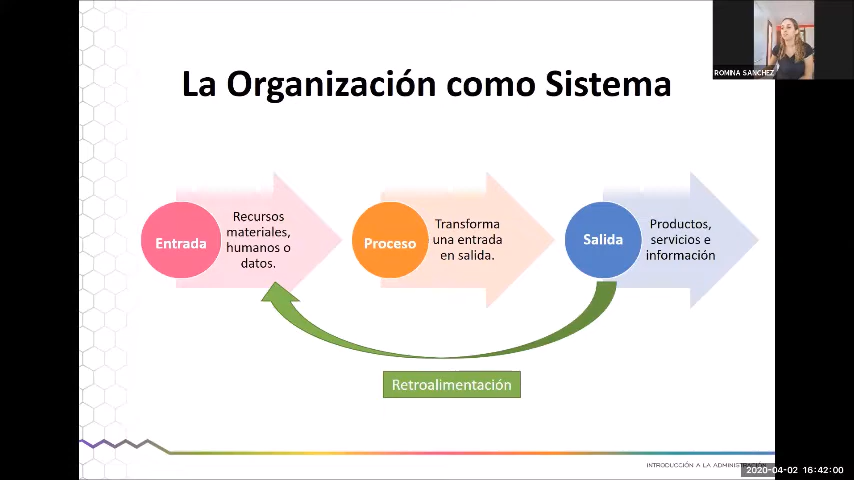 ROMINA SANCHEZ
La Organización como Sistema
Entrada
Recursos
materiales,
humanos o
datos.
Proceso
Transforma
una entrada
en salida.
Salida
Productos,
servicios e
información
Retroalimentación
INTRODUCCIÓN A LA
2020-04-02 16:42:00